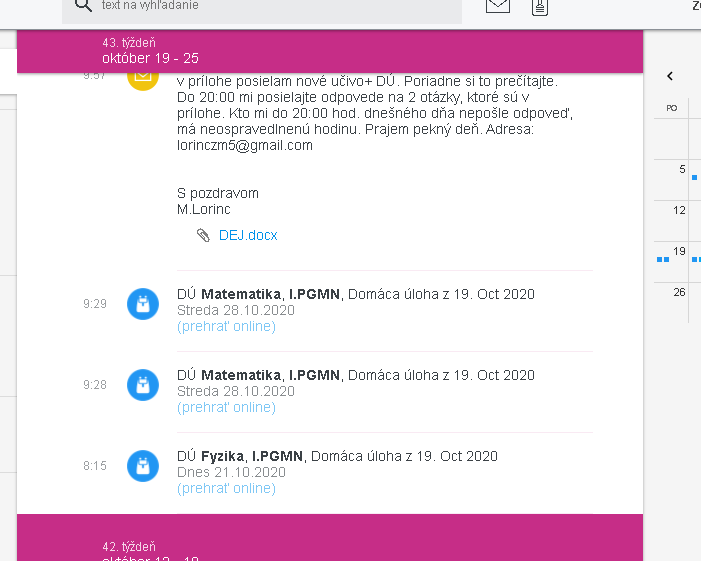 text na vyhľadanie
43. týždeň
október 19 - 25
9:57
v prílohe posielam nové učivo+ DÚ. Poriadne si to prečítajte.
Do 20:00 mi posielajte odpovede na 2 otázky, ktoré sú v
prílohe. Kto mi do 20:00 hod. dnešného dňa nepošle odpoveď,
má neospravedlnenú hodinu. Prajem pekný deň. Adresa:
lorinczm5@gmail.com
S pozdravom
M.Lorinc
DEJ.docx
9:29
DÚ Matematika, I.PGMN, Domáca úloha z 19. Oct 2020
Streda 28.10.2020
(prehrať online)
9:28
DÚ Matematika, I.PGMN, Domáca úloha z 19. Oct 2020
Streda 28.10.2020
(prehrať online)
8:15
DÚ Fyzika, I.PGMN, Domáca úloha z 19. Oct 2020
Dnes 21.10.2020
(prehrať online)
42. týždeň
október 12 - 18
PO
5
12
19
26